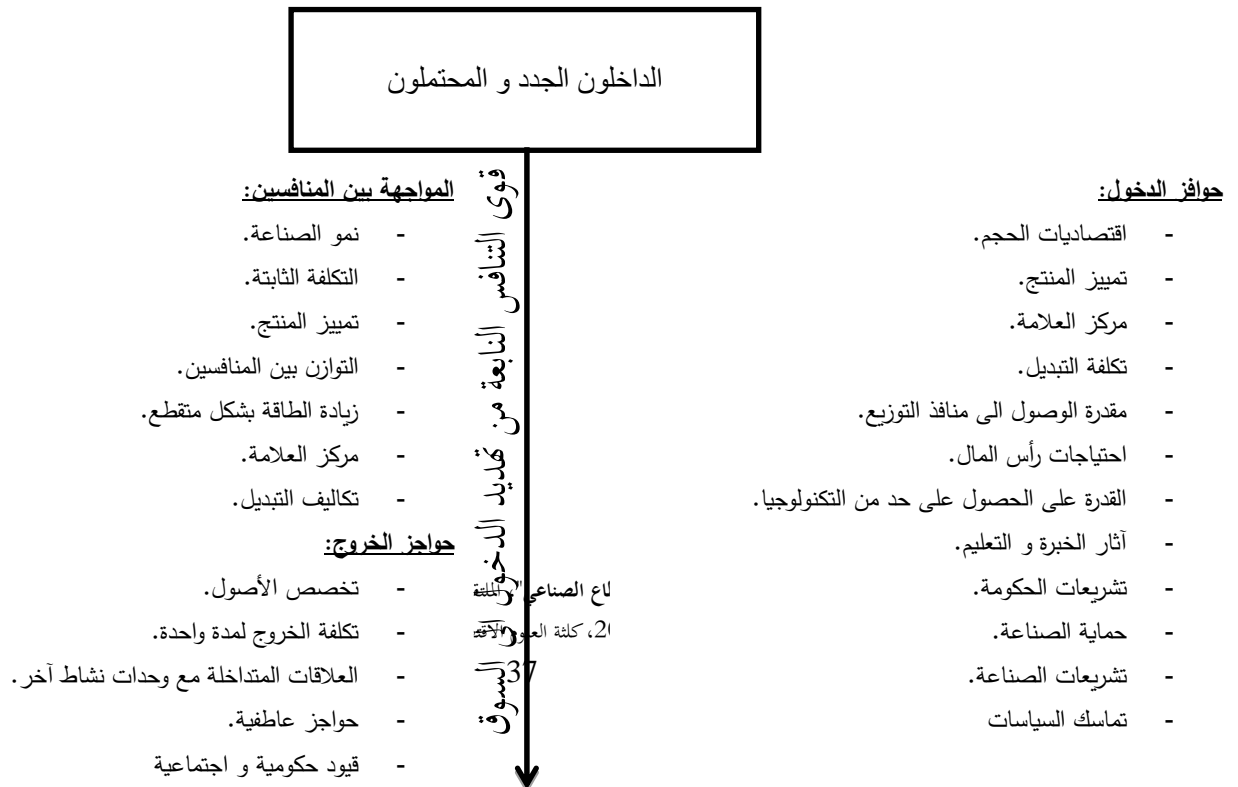 الداخلون الجدد و المحتملون
حوافز الدخول:
- اقتصاديات الحجم.
- تمييز المنتج.
- مركز العلامة.
- تكلفة التبديل.
- مقدرة الوصول الى منافذ التوزيع.
- احتياجات رأس المال.
- القدرة على الحصول على حد من التكنولوجيا.
- آثار الخبرة و التعليم.
- تشريعات الحكومة.
- حماية الصناعة.
- تشريعات الصناعة.
- تماسك السياسات
قوى التنافس النابعة من تهديد الدخول إلى السوق
المواجهة بين المنافسين:
- نمو الصناعة.
- التكلفة الثابتة.
- تمييز المنتج.
- التوازن بين المنافسين.
- زيادة الطاقة بشكل متقطع.
- مركز العلامة.
- تكاليف التبديل.
حواجز الخروج:
- تخصص الأصول.
- تكلفة الخروج لمدة واحدة.
- العلاقات المتداخلة مع وحدات نشاط آخر.
- حواجز عاطفية.
- قيود حكومية و اجتماعية
الصناعي"
كلثة
37